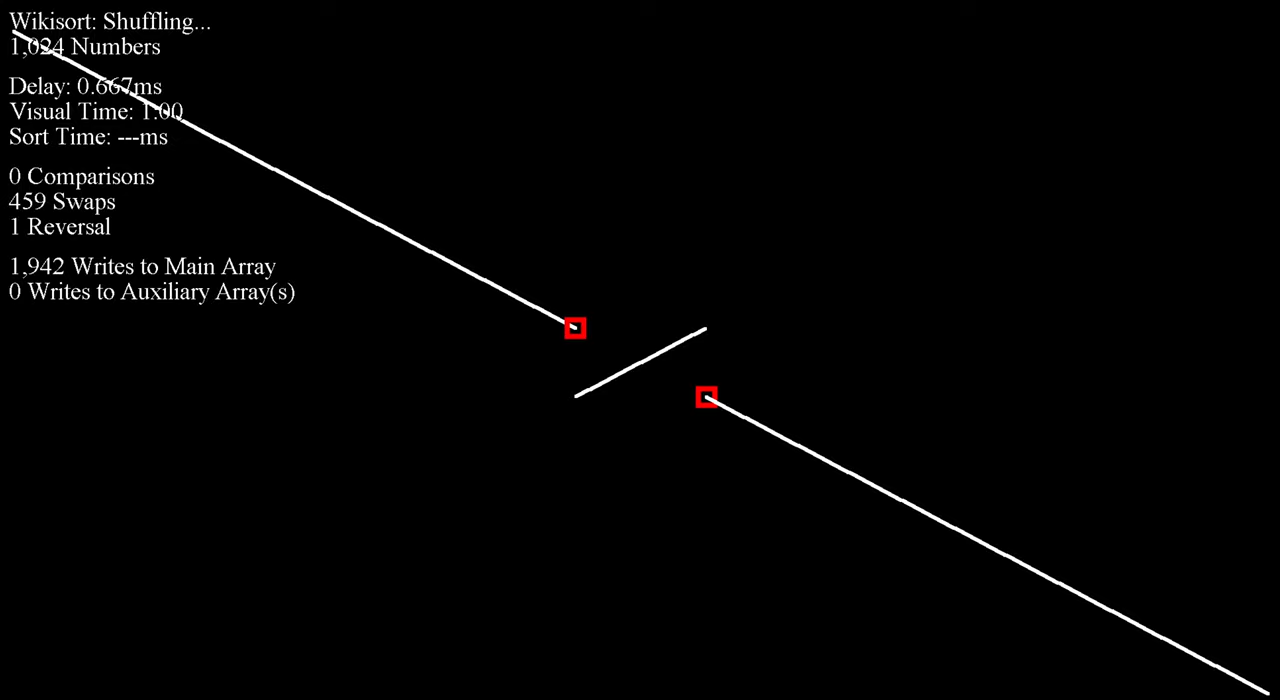 Wikisort: Shuffling...
1,024 Numbers
Delay: 0.667ms
Visual Time: 1:00
Sort Time: ---ms
0 Comparisons
459 Swaps
1 Reversal
1,942 Writes to Main Array
0 Writes to Auxiliary Array(s)